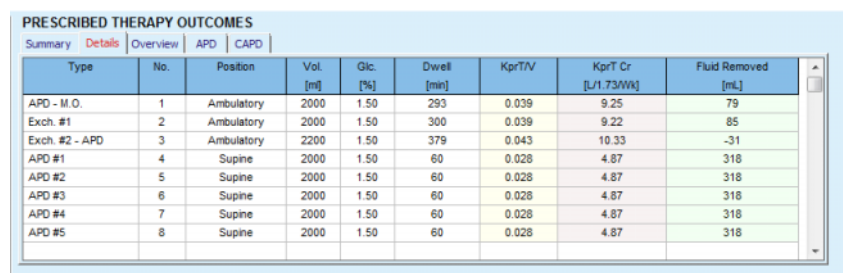 PRESCRIBED THERAPY OUTCOMES
Summary Details Overview APD CAPD
Type No. Position Vol. Glc. Dwell KprT/V KprT Cr Fluid Removed
[ml] [%] [min] [L/1.73/Wk] [mL]
APD - M.O. 1 Ambulatory 2000 1.50 293 0.039 9.25 79
Exch. #1 2 Ambulatory 2000 1.50 300 0.039 9.22 85
Exch. #2 - APD 3 Ambulatory 2200 1.50 379 0.043 10.33 -31
APD #1 4 Supine 2000 1.50 60 0.028 4.87 318
APD #2 5 Supine 2000 1.50 60 0.028 4.87 318
APD #3 6 Supine 2000 1.50 60 0.028 4.87 318
APD #4 7 Supine 2000 1.50 60 0.028 4.87 318
APD #5 8 Supine 2000 1.50 60 0.028 4.87 318